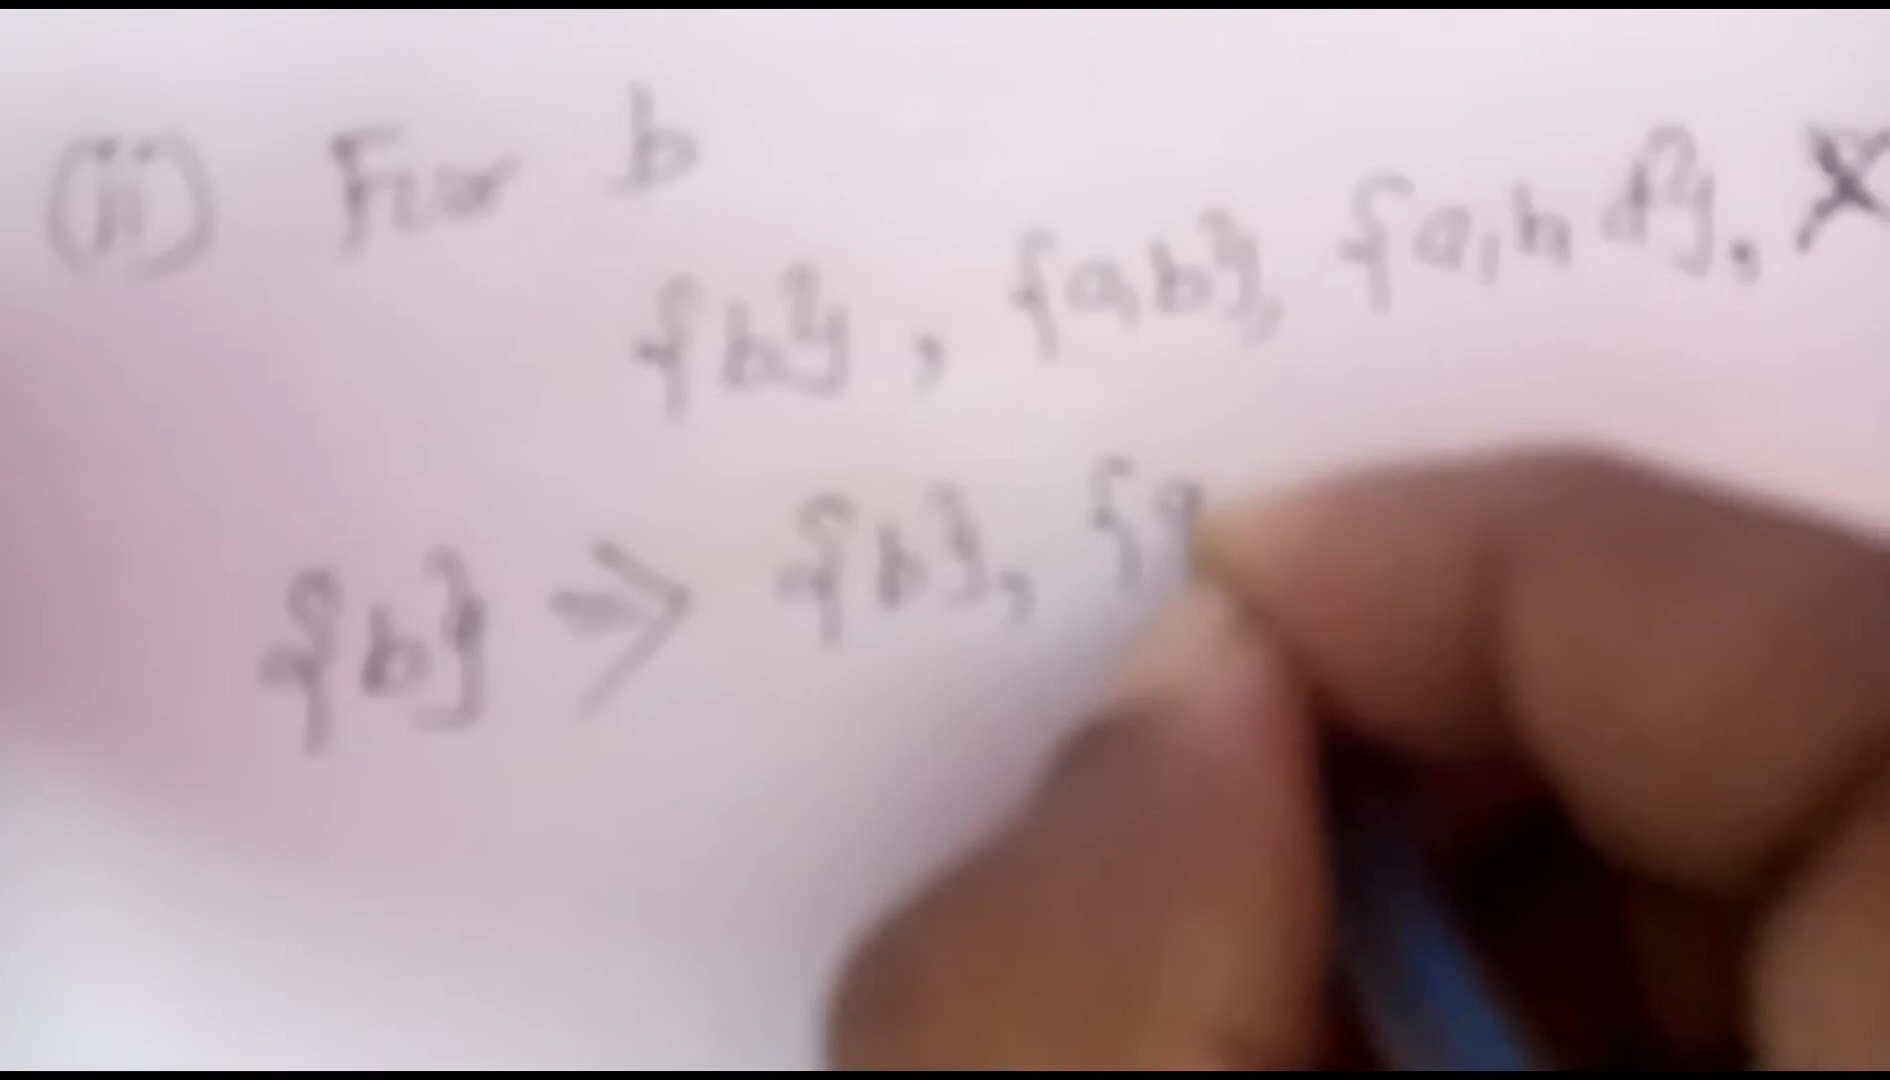 (ii) For b
{b}, {a,b}, {a,b,d}, X
{b} ⇒ {b}, {a